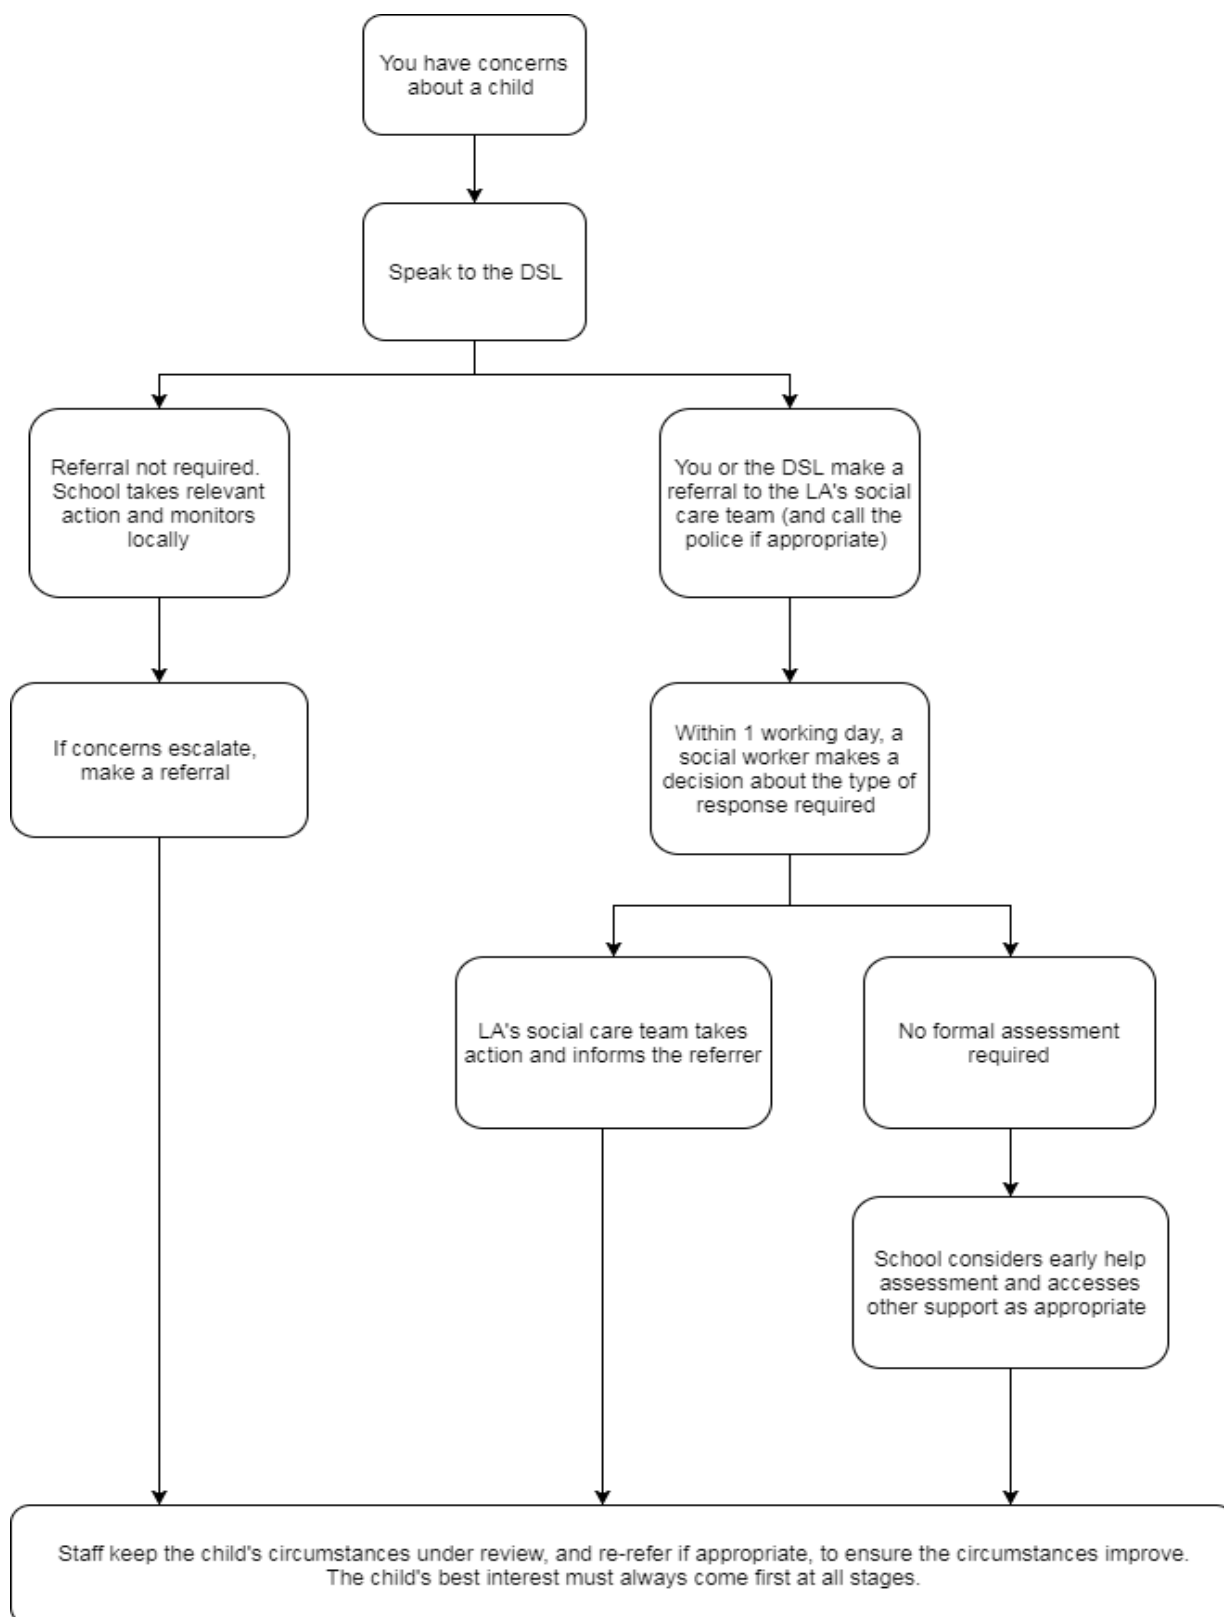 You have concerns
about a child
Speak to the DSL
Referral not required.
School takes relevant
action and monitors
locally
You or the DSL make a
referral to the LA's social
care team (and call the
police if appropriate)
If concerns escalate,
make a referral
Within 1 working day, a
social worker makes a
decision about the type of
response required
LA's social care team takes
action and informs the referrer
No formal assessment
required
School considers early help
assessment and accesses
other support as appropriate
Staff keep the child's circumstances under review, and re-refer if appropriate, to ensure the circumstances improve.
The child's best interest must always come first at all stages.